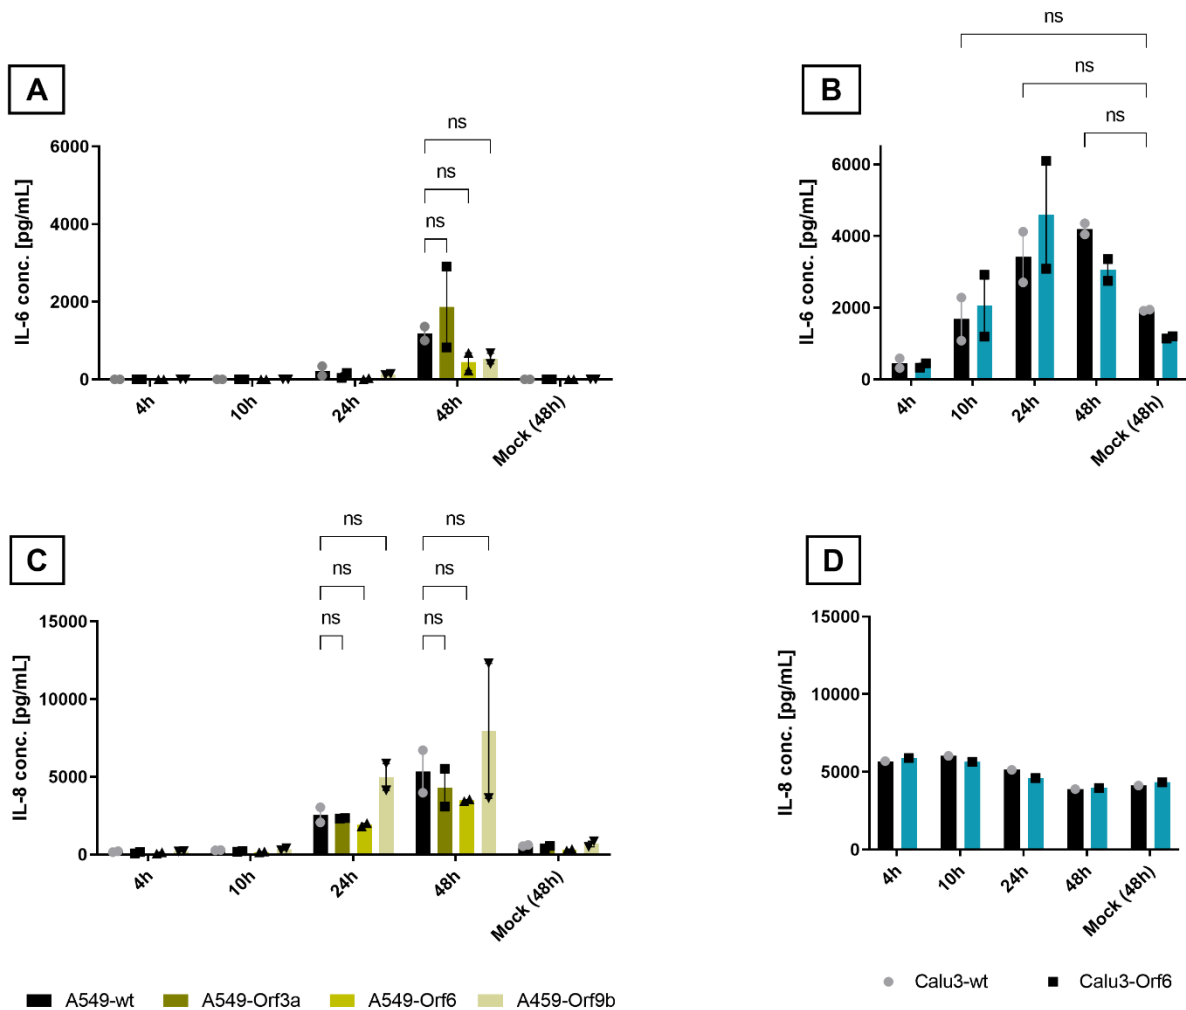 A
ns
ns
ns
IL-6 conc. [pg/mL]
6000
4000
2000
0
4h
10h
24h
48h
Mock (48h)
B
ns
ns
ns
IL-6 conc. [pg/mL]
6000
4000
2000
0
4h
10h
24h
48h
Mock (48h)
C
ns
ns
ns
ns
ns
ns
IL-8 conc. [pg/mL]
15000
10000
5000
0
4h
10h
24h
48h
Mock (48h)
D
IL-8 conc. [pg/mL]
15000
10000
5000
0
4h
10h
24h
48h
Mock (48h)
A549-wt A549-Orf3a A549-Orf6 A459-Orf9b
Calu3-wt Calu3-Orf6